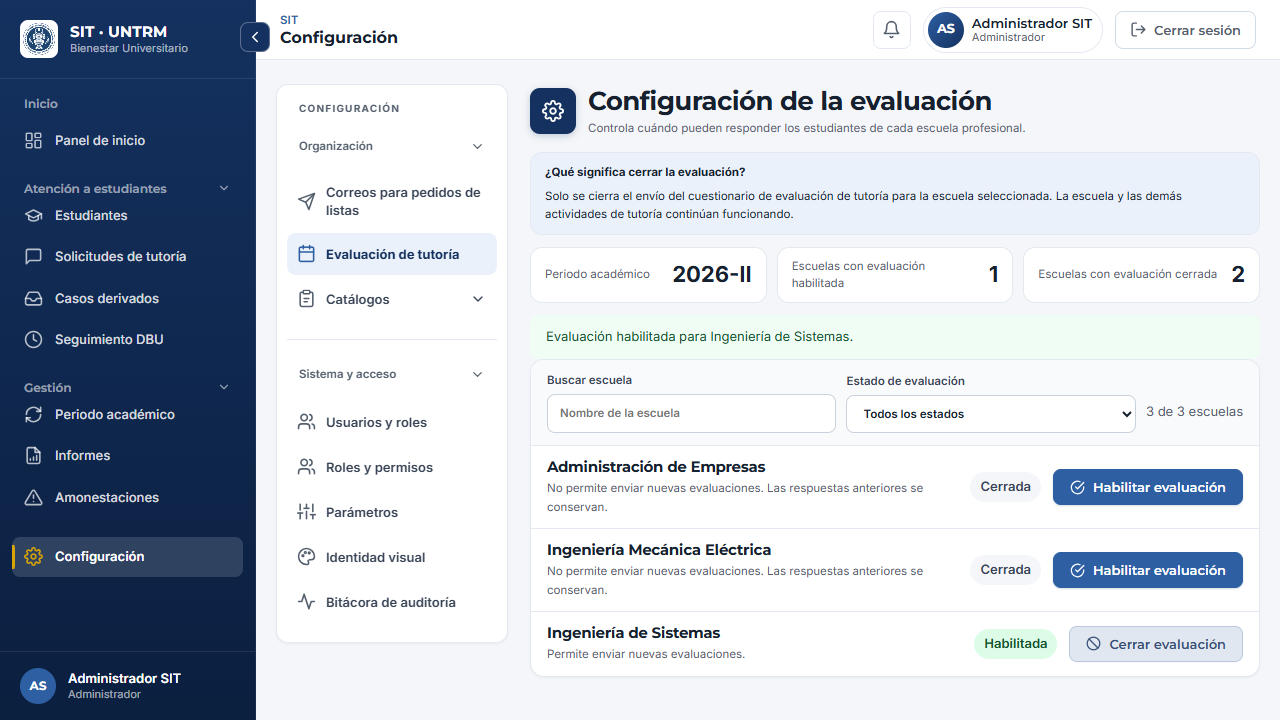 SIT · UNTRM
Bienestar Universitario
Inicio
Panel de inicio
Atención a estudiantes
Estudiantes
Solicitudes de tutoría
Casos derivados
Seguimiento DBU
Gestión
Periodo académico
Informes
Amonestaciones
Configuración
AS
Administrador SIT
Administrador
SIT
Configuración
AS
Administrador SIT
Administrador
Cerrar sesión
CONFIGURACIÓN
Organización
Correos para pedidos de
listas
Evaluación de tutoría
Catálogos
Sistema y acceso
Usuarios y roles
Roles y permisos
Parámetros
Identidad visual
Bitácora de auditoría
Configuración de la evaluación
Controla cuándo pueden responder los estudiantes de cada escuela profesional.
¿Qué significa cerrar la evaluación?
Solo se cierra el envío del cuestionario de evaluación de tutoría para la escuela seleccionada. La escuela y las demás
actividades de tutoría continúan funcionando.
Periodo académico 2026-II
Escuelas con evaluación
habilitada
1
Escuelas con evaluación cerrada 2
Evaluación habilitada para Ingeniería de Sistemas.
Buscar escuela
Nombre de la escuela
Estado de evaluación
Todos los estados
3 de 3 escuelas
Administración de Empresas
No permite enviar nuevas evaluaciones. Las respuestas anteriores se
conservan.
Cerrada
Habilitar evaluación
Ingeniería Mecánica Eléctrica
No permite enviar nuevas evaluaciones. Las respuestas anteriores se
conservan.
Cerrada
Habilitar evaluación
Ingeniería de Sistemas
Permite enviar nuevas evaluaciones.
Habilitada
Cerrar evaluación